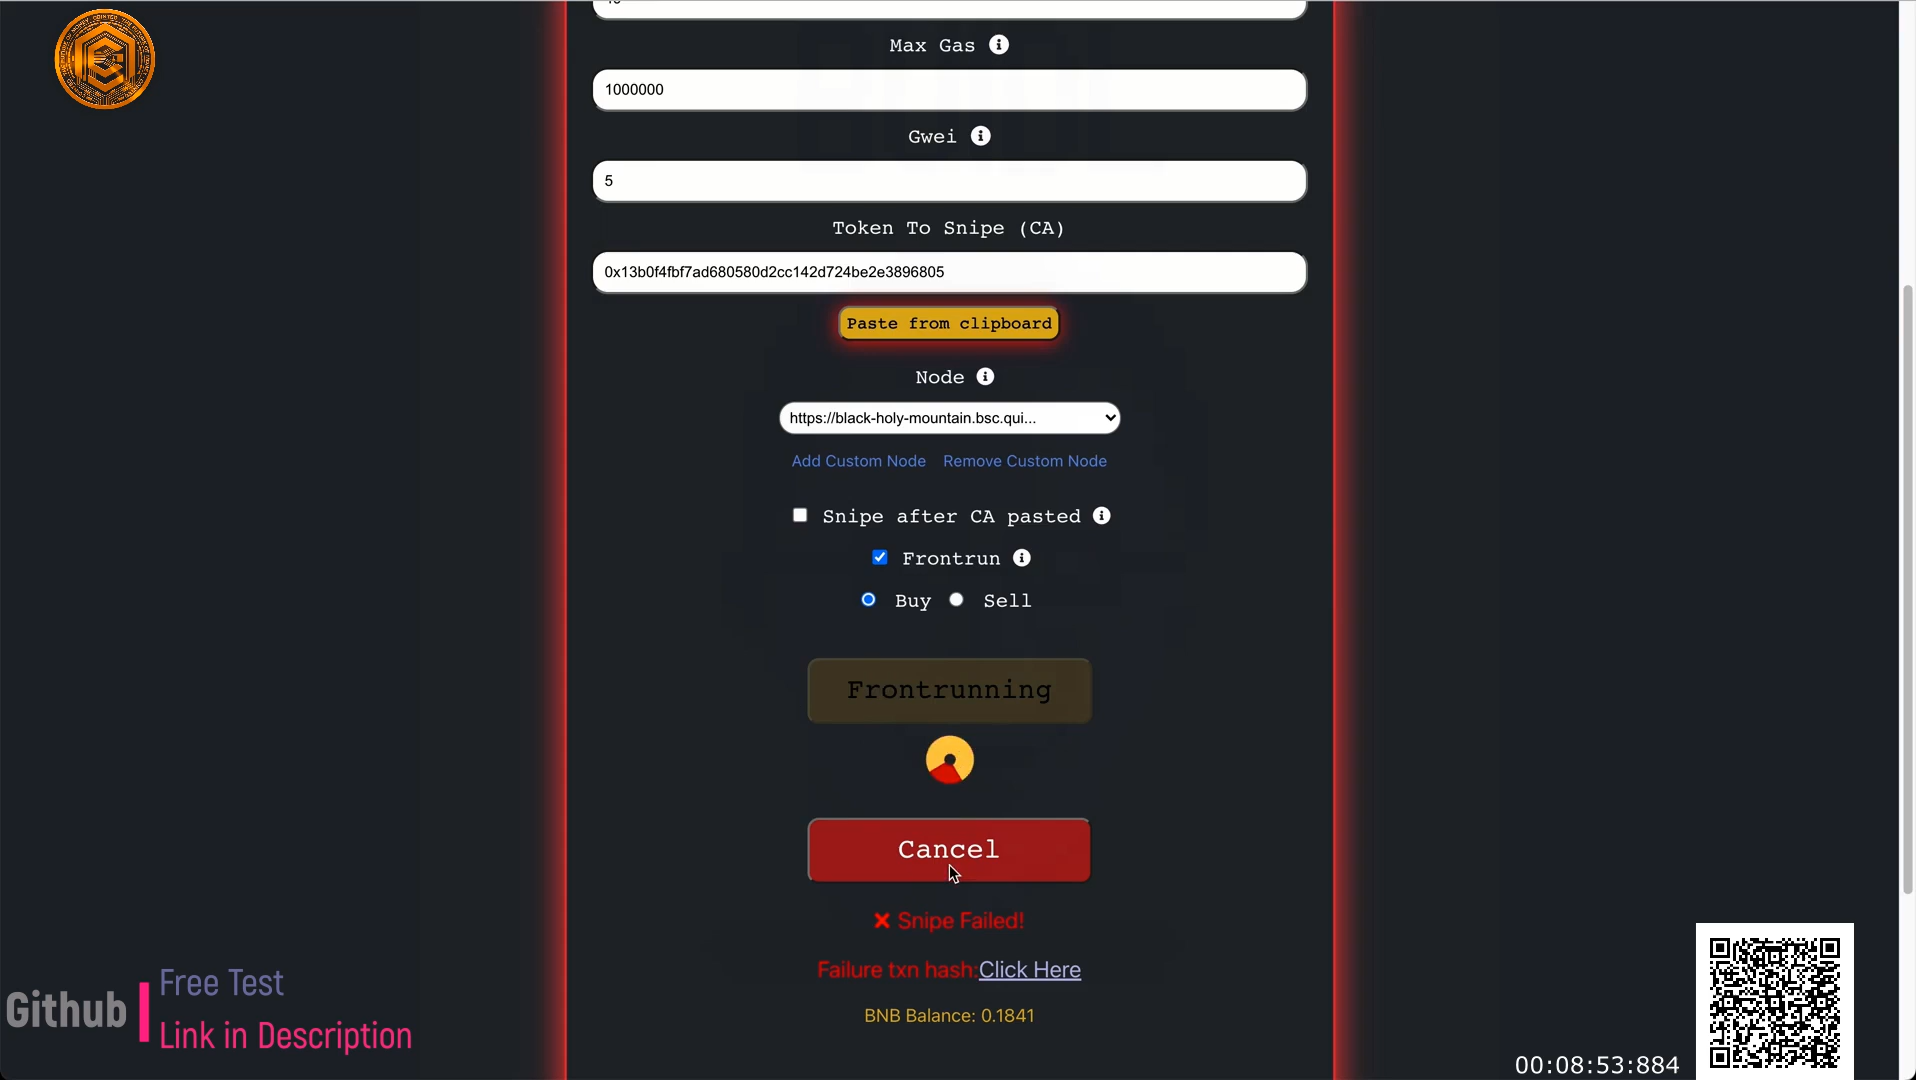 Max Gas
1000000
Gwei
5
Token To Snipe (CA)
0x13b0f4fbf7ad680580d2cc142d724be2e3896805
Paste from clipboard
Node
https://black-holy-mountain.bsc.qui...
Add Custom Node Remove Custom Node
Snipe after CA pasted
Frontrun
Buy Sell
Frontrunning
Cancel
Snipe Failed!
Failure txn hash:Click Here
BNB Balance: 0.1841
Github
Free Test
Link in Description
00:08:53:884